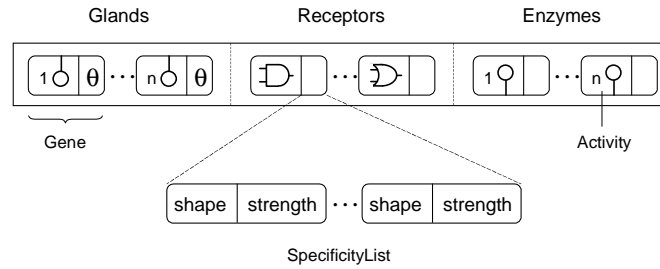 Glands Receptors Enzymes
1 θ ··· n θ ··· 1 ··· n
Gene Activity
shape strength ··· shape strength
SpecificityList